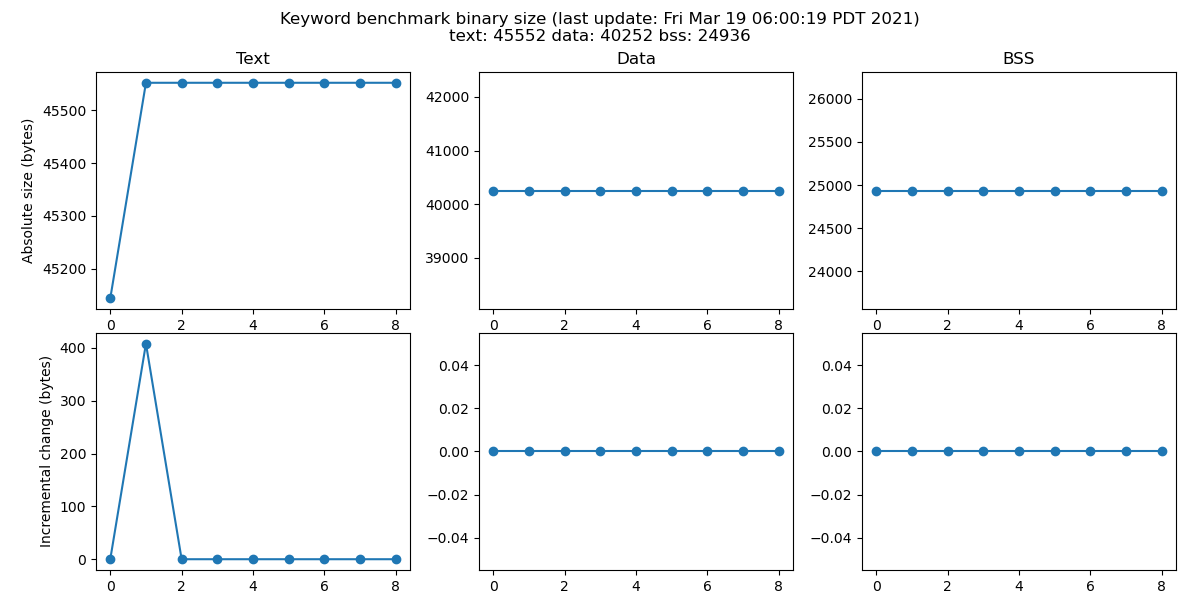 Keyword benchmark binary size (last update: Fri Mar 19 06:00:19 PDT 2021)
text: 45552 data: 40252 bss: 24936
Text
Data
BSS
Absolute size (bytes)
45500
45400
45300
45200
0 2 4 6 8
42000
41000
40000
39000
0 2 4 6 8
26000
25500
25000
24500
24000
0 2 4 6 8
Incremental change (bytes)
400
300
200
100
0
0 2 4 6 8
0.04
0.02
0.00
−0.02
−0.04
0 2 4 6 8
0.04
0.02
0.00
−0.02
−0.04
0 2 4 6 8